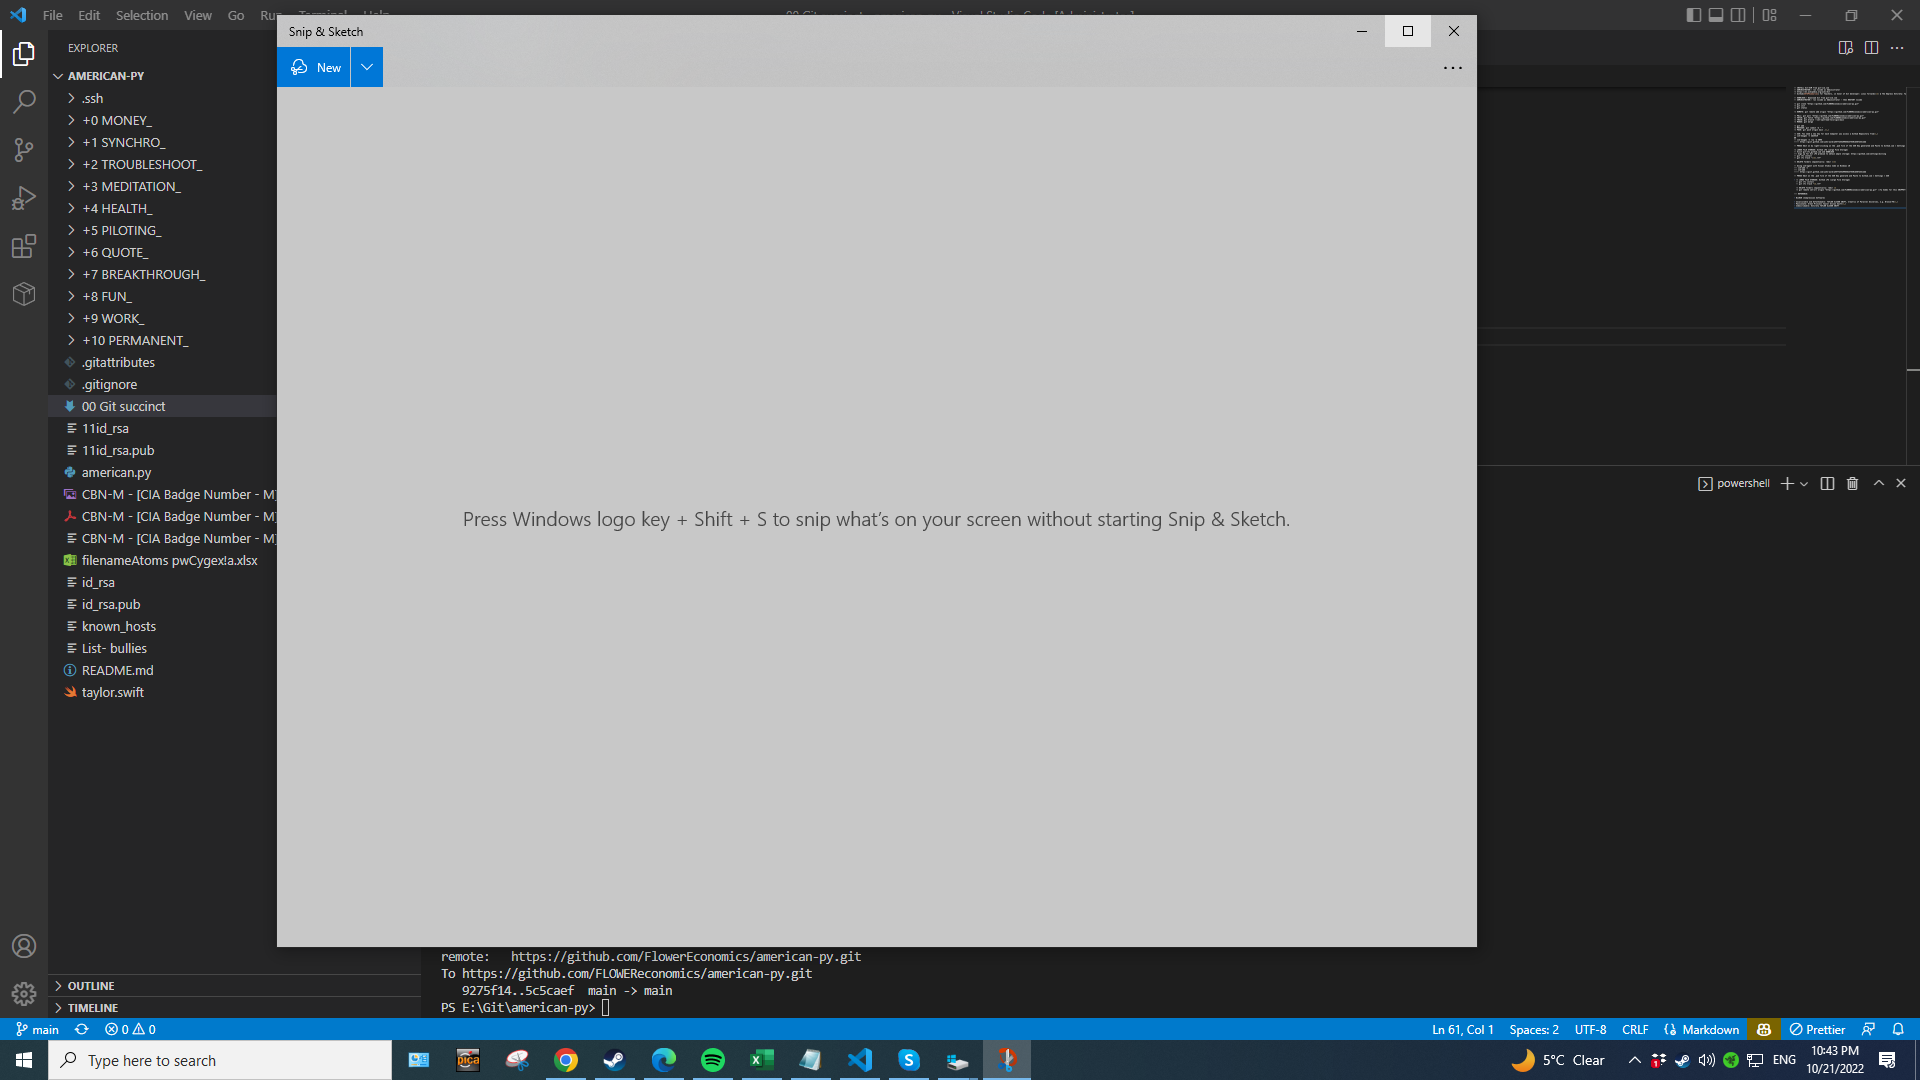 File Edit Selection View Go Run
Snip & Sketch
New
EXPLORER
AMERICAN-PY
.ssh
+0 MONEY_
+1 SYNCHRO_
+2 TROUBLESHOOT_
+3 MEDITATION_
+4 HEALTH_
+5 PILOTING_
+6 QUOTE_
+7 BREAKTHROUGH_
+8 FUN_
+9 WORK_
+10 PERMANENT_
.gitattributes
.gitignore
00 Git succinct
11id_rsa
11id_rsa.pub
american.py
CBN-M - [CIA Badge Number - M]
CBN-M - [CIA Badge Number - M]
CBN-M - [CIA Badge Number - M]
filenameAtoms pwCygex!a.xlsx
id_rsa
id_rsa.pub
known_hosts
List- bullies
README.md
taylor.swift
Press Windows logo key + Shift + S to snip what's on your screen without starting Snip & Sketch.
powershell
remote: https://github.com/FlowerEconomics/american-py.git
To https://github.com/FLOWEReconomics/american-py.git
9275f14..5c5caef main -> main
PS E:\Git\american-py>
OUTLINE
TIMELINE
main 0 0 Ln 61, Col 1 Spaces: 2 UTF-8 CRLF Markdown Prettier
Type here to search
pica
5°C Clear
ENG
10:43 PM
10/21/2022